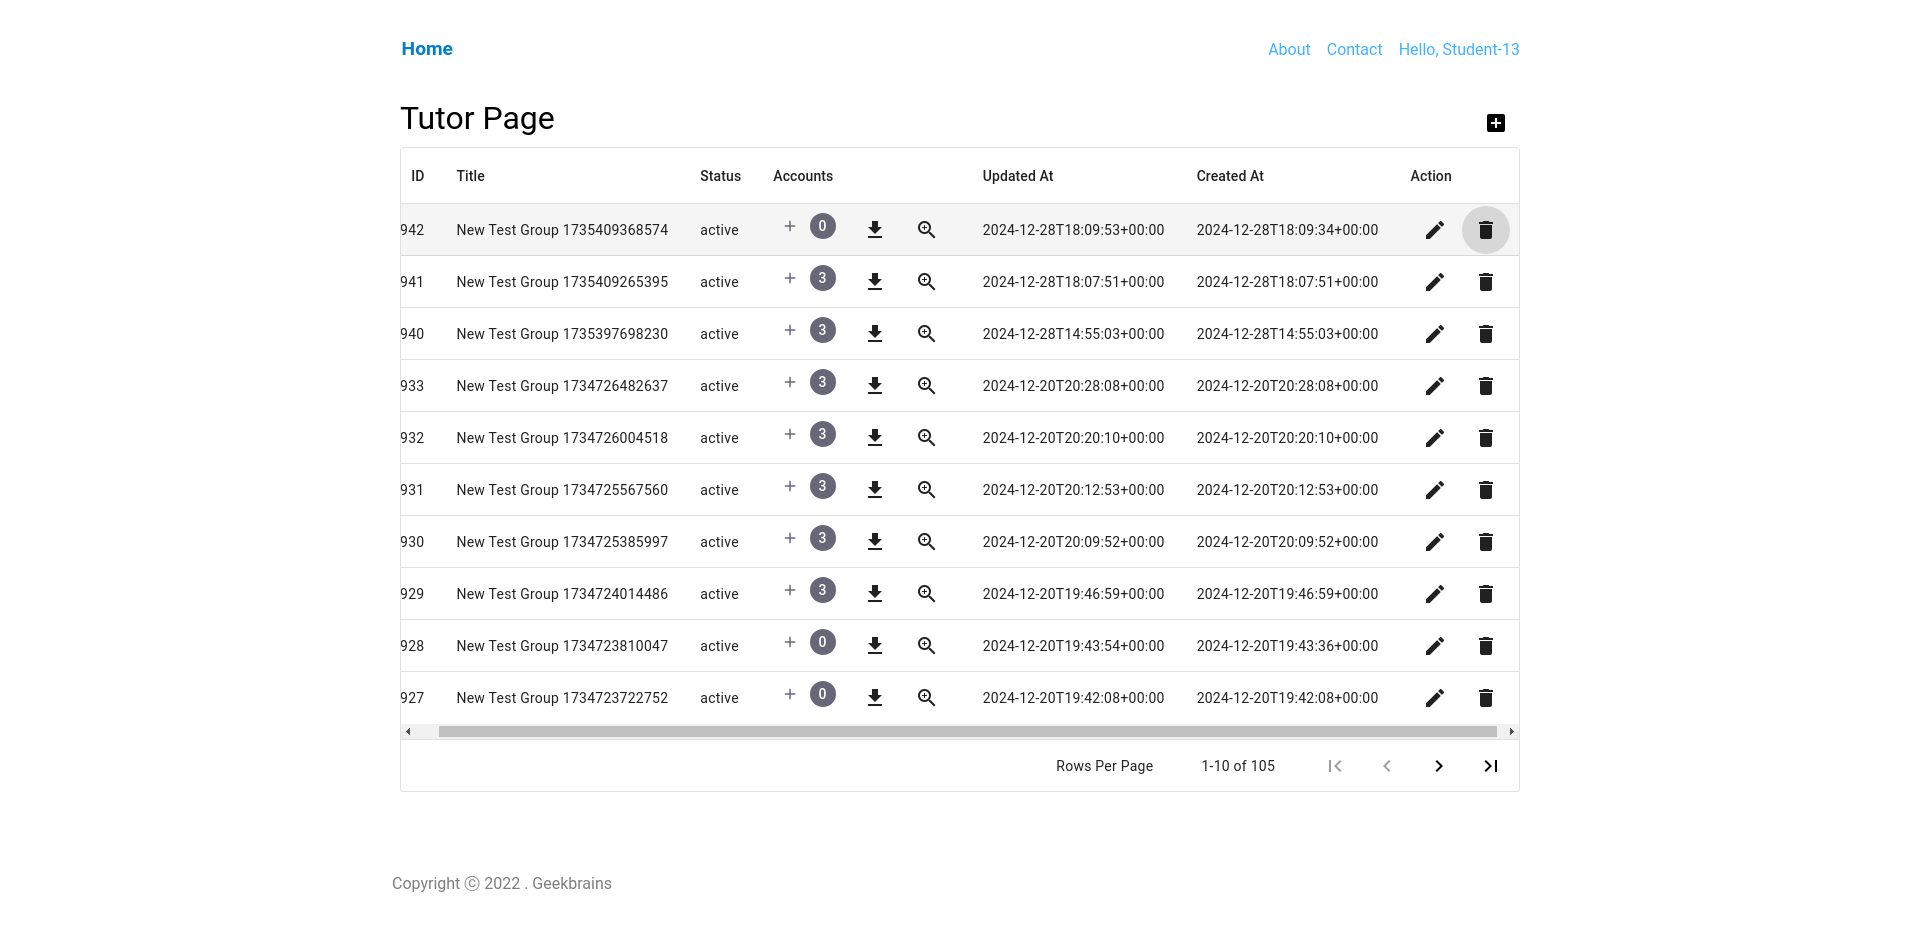 Home About Contact Hello, Student-13
Tutor Page
ID Title Status Accounts Updated At Created At Action
942 New Test Group 1735409368574 active + 0 2024-12-28T18:09:53+00:00 2024-12-28T18:09:34+00:00
941 New Test Group 1735409265395 active + 3 2024-12-28T18:07:51+00:00 2024-12-28T18:07:51+00:00
940 New Test Group 1735397698230 active + 3 2024-12-28T14:55:03+00:00 2024-12-28T14:55:03+00:00
933 New Test Group 1734726482637 active + 3 2024-12-20T20:28:08+00:00 2024-12-20T20:28:08+00:00
932 New Test Group 1734726004518 active + 3 2024-12-20T20:20:10+00:00 2024-12-20T20:20:10+00:00
931 New Test Group 1734725567560 active + 3 2024-12-20T20:12:53+00:00 2024-12-20T20:12:53+00:00
930 New Test Group 1734725385997 active + 3 2024-12-20T20:09:52+00:00 2024-12-20T20:09:52+00:00
929 New Test Group 1734724014486 active + 3 2024-12-20T19:46:59+00:00 2024-12-20T19:46:59+00:00
928 New Test Group 1734723810047 active + 0 2024-12-20T19:43:54+00:00 2024-12-20T19:43:36+00:00
927 New Test Group 1734723722752 active + 0 2024-12-20T19:42:08+00:00 2024-12-20T19:42:08+00:00
Rows Per Page 1-10 of 105
Copyright ⓒ 2022 . Geekbrains